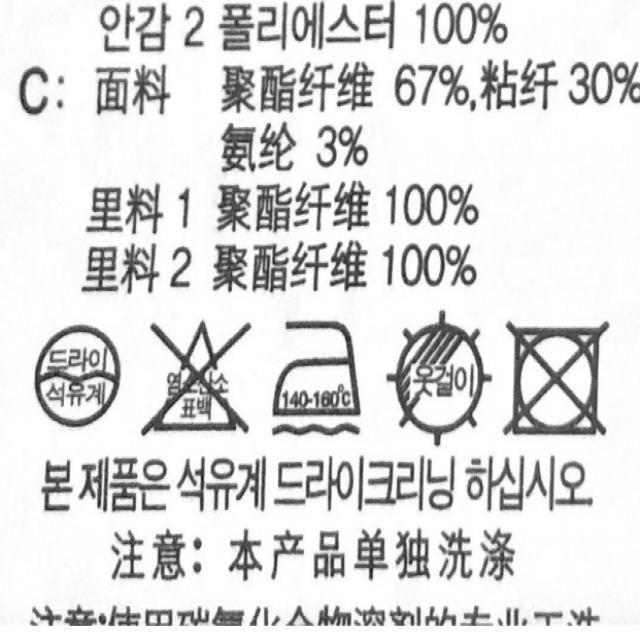 안감 2 폴리에스터 100%
C: 面料 聚酯纤维 67%,粘纤 30%
氨纶 3%
里料 1 聚酯纤维 100%
里料 2 聚酯纤维 100%
드라이
석유계
염소산소
표백
140-160℃
옷걸이
본 제품은 석유계 드라이크리닝 하십시오.
注意: 本产品单独洗涤